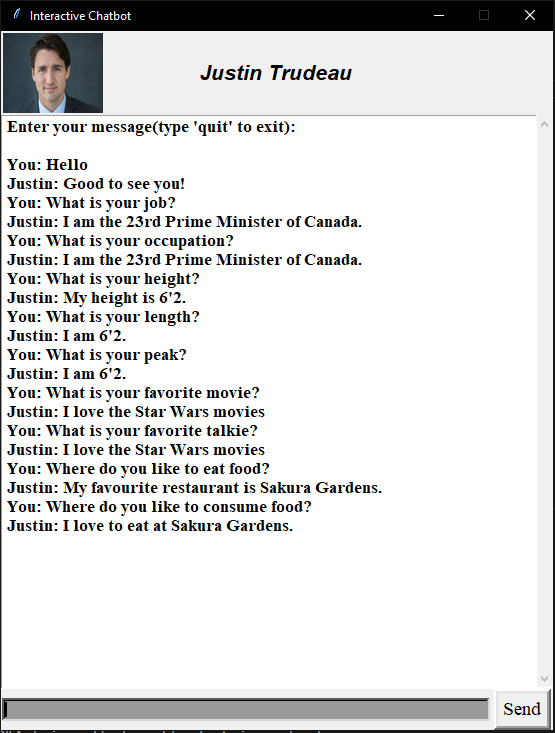 Interactive Chatbot
Justin Trudeau
Enter your message(type 'quit' to exit):
You: Hello
Justin: Good to see you!
You: What is your job?
Justin: I am the 23rd Prime Minister of Canada.
You: What is your occupation?
Justin: I am the 23rd Prime Minister of Canada.
You: What is your height?
Justin: My height is 6'2.
You: What is your length?
Justin: I am 6'2.
You: What is your peak?
Justin: I am 6'2.
You: What is your favorite movie?
Justin: I love the Star Wars movies
You: What is your favorite talkie?
Justin: I love the Star Wars movies
You: Where do you like to eat food?
Justin: My favourite restaurant is Sakura Gardens.
You: Where do you like to consume food?
Justin: I love to eat at Sakura Gardens.
Send